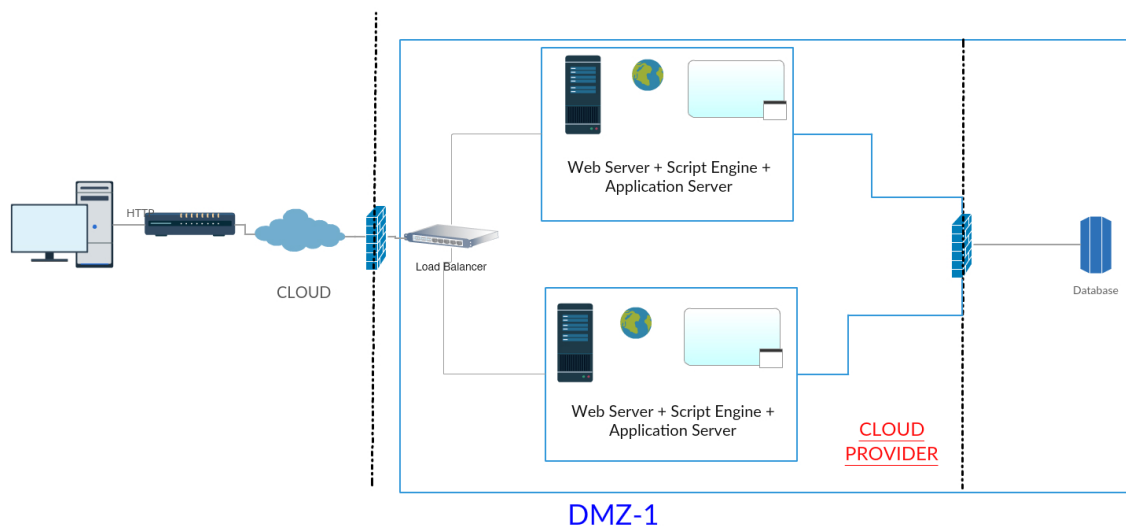 Web Server + Script Engine +
Application Server
HTTP
Load Balancer
CLOUD
Database
Web Server + Script Engine +
Application Server
CLOUD
PROVIDER
DMZ-1